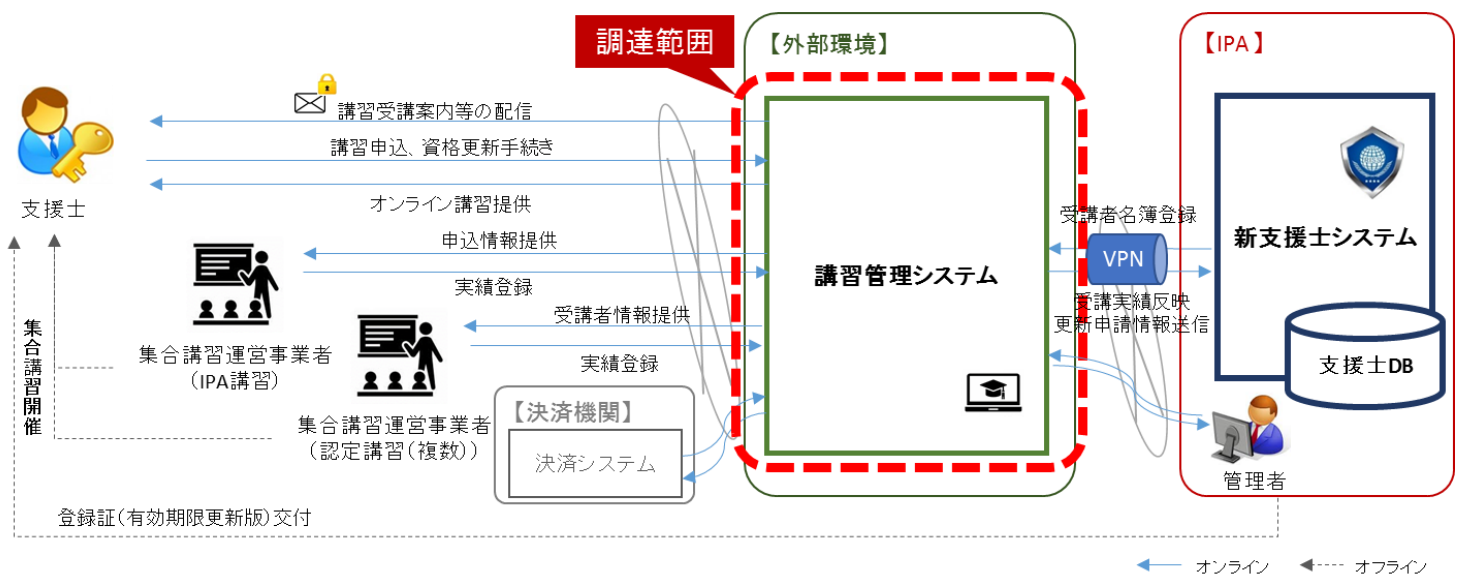 調達範囲
【外部環境】
【IPA】
講習受講案内等の配信
講習申込、資格更新手続き
オンライン講習提供
支援士
申込情報提供
実績登録
受講者情報提供
実績登録
集合講習運営事業者
（IPA講習）
集合講習運営事業者
（認定講習（複数））
集合講習開催
【決済機関】
決済システム
講習管理システム
受講者名簿登録
VPN
受講実績反映
更新申請情報送信
新支援士システム
支援士DB
管理者
登録証（有効期限更新版）交付
オンライン
オフライン